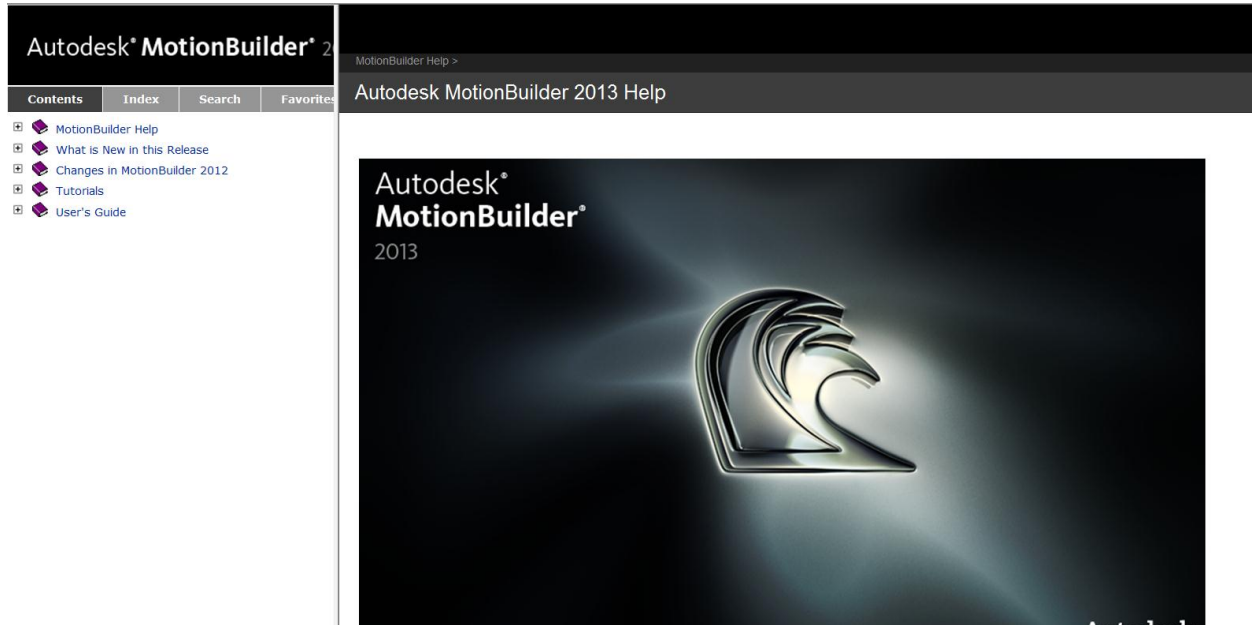 Autodesk® MotionBuilder®
Contents Index Search Favorites
MotionBuilder Help
What is New in this Release
Changes in MotionBuilder 2012
Tutorials
User's Guide
MotionBuilder Help >
Autodesk MotionBuilder 2013 Help
Autodesk®
MotionBuilder®
2013